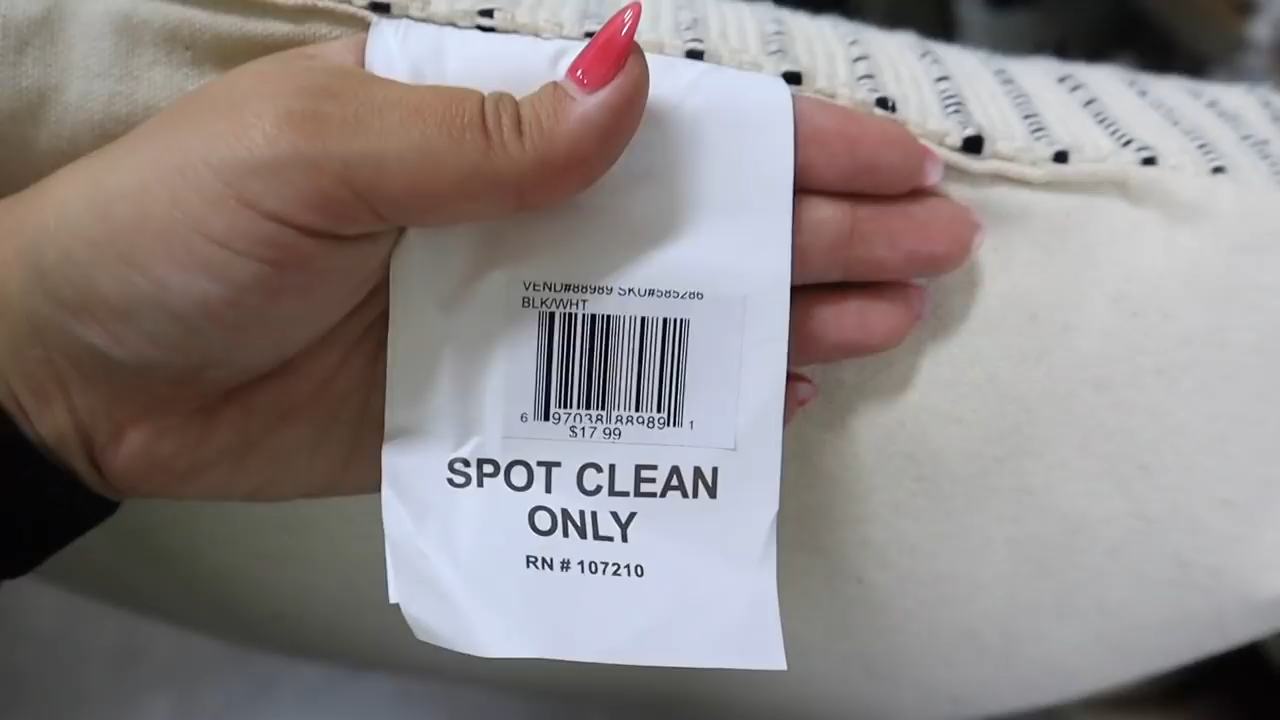 VEND#88989 SKU#585286
BLK/WHT
6 97038 88989 1
$17.99
SPOT CLEAN
ONLY
RN # 107210